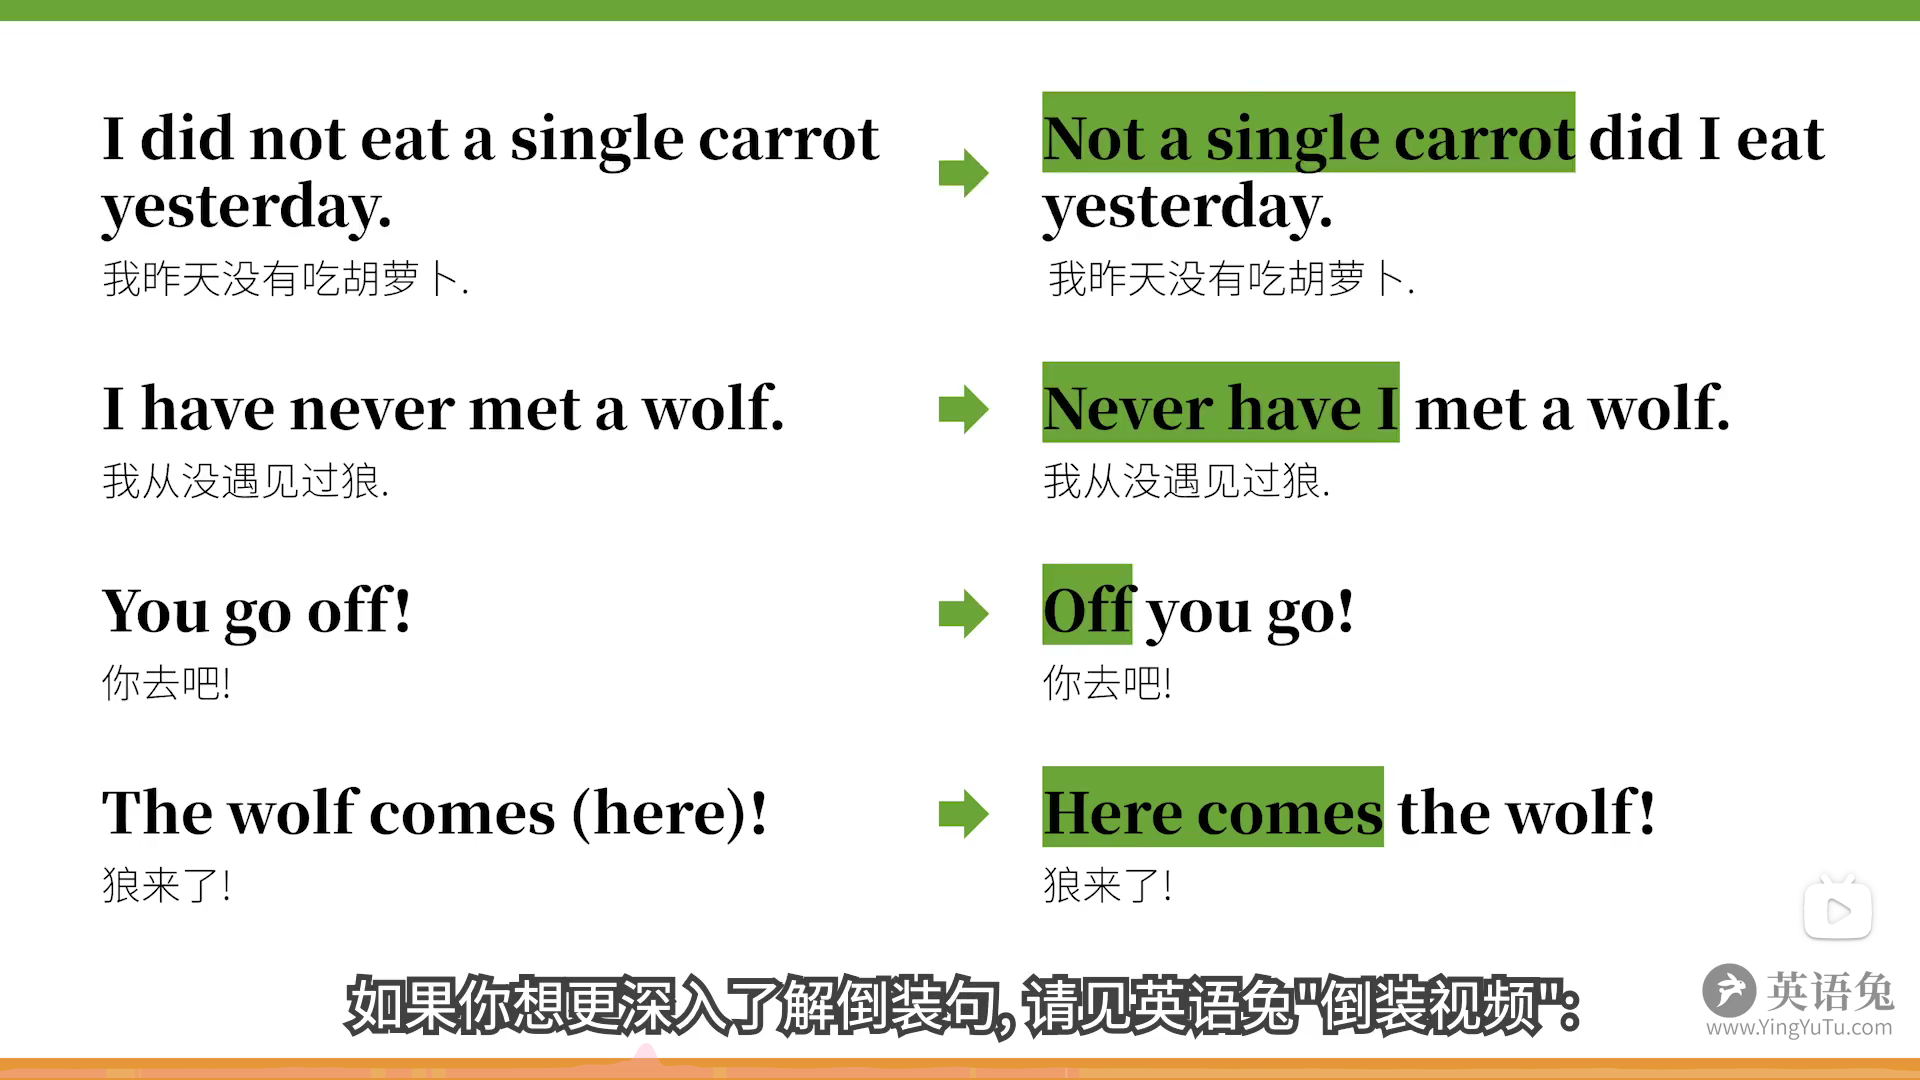 I did not eat a single carrot
yesterday.
我昨天没有吃胡萝卜.
Not a single carrot did I eat
yesterday.
我昨天没有吃胡萝卜.
I have never met a wolf.
我从没遇见过狼.
Never have I met a wolf.
我从没遇见过狼.
You go off!
你去吧!
Off you go!
你去吧!
The wolf comes (here)!
狼来了!
Here comes the wolf!
狼来了!
如果你想更深入了解倒装句, 请见英语兔"倒装视频":
英语兔
www.YingYuTu.com